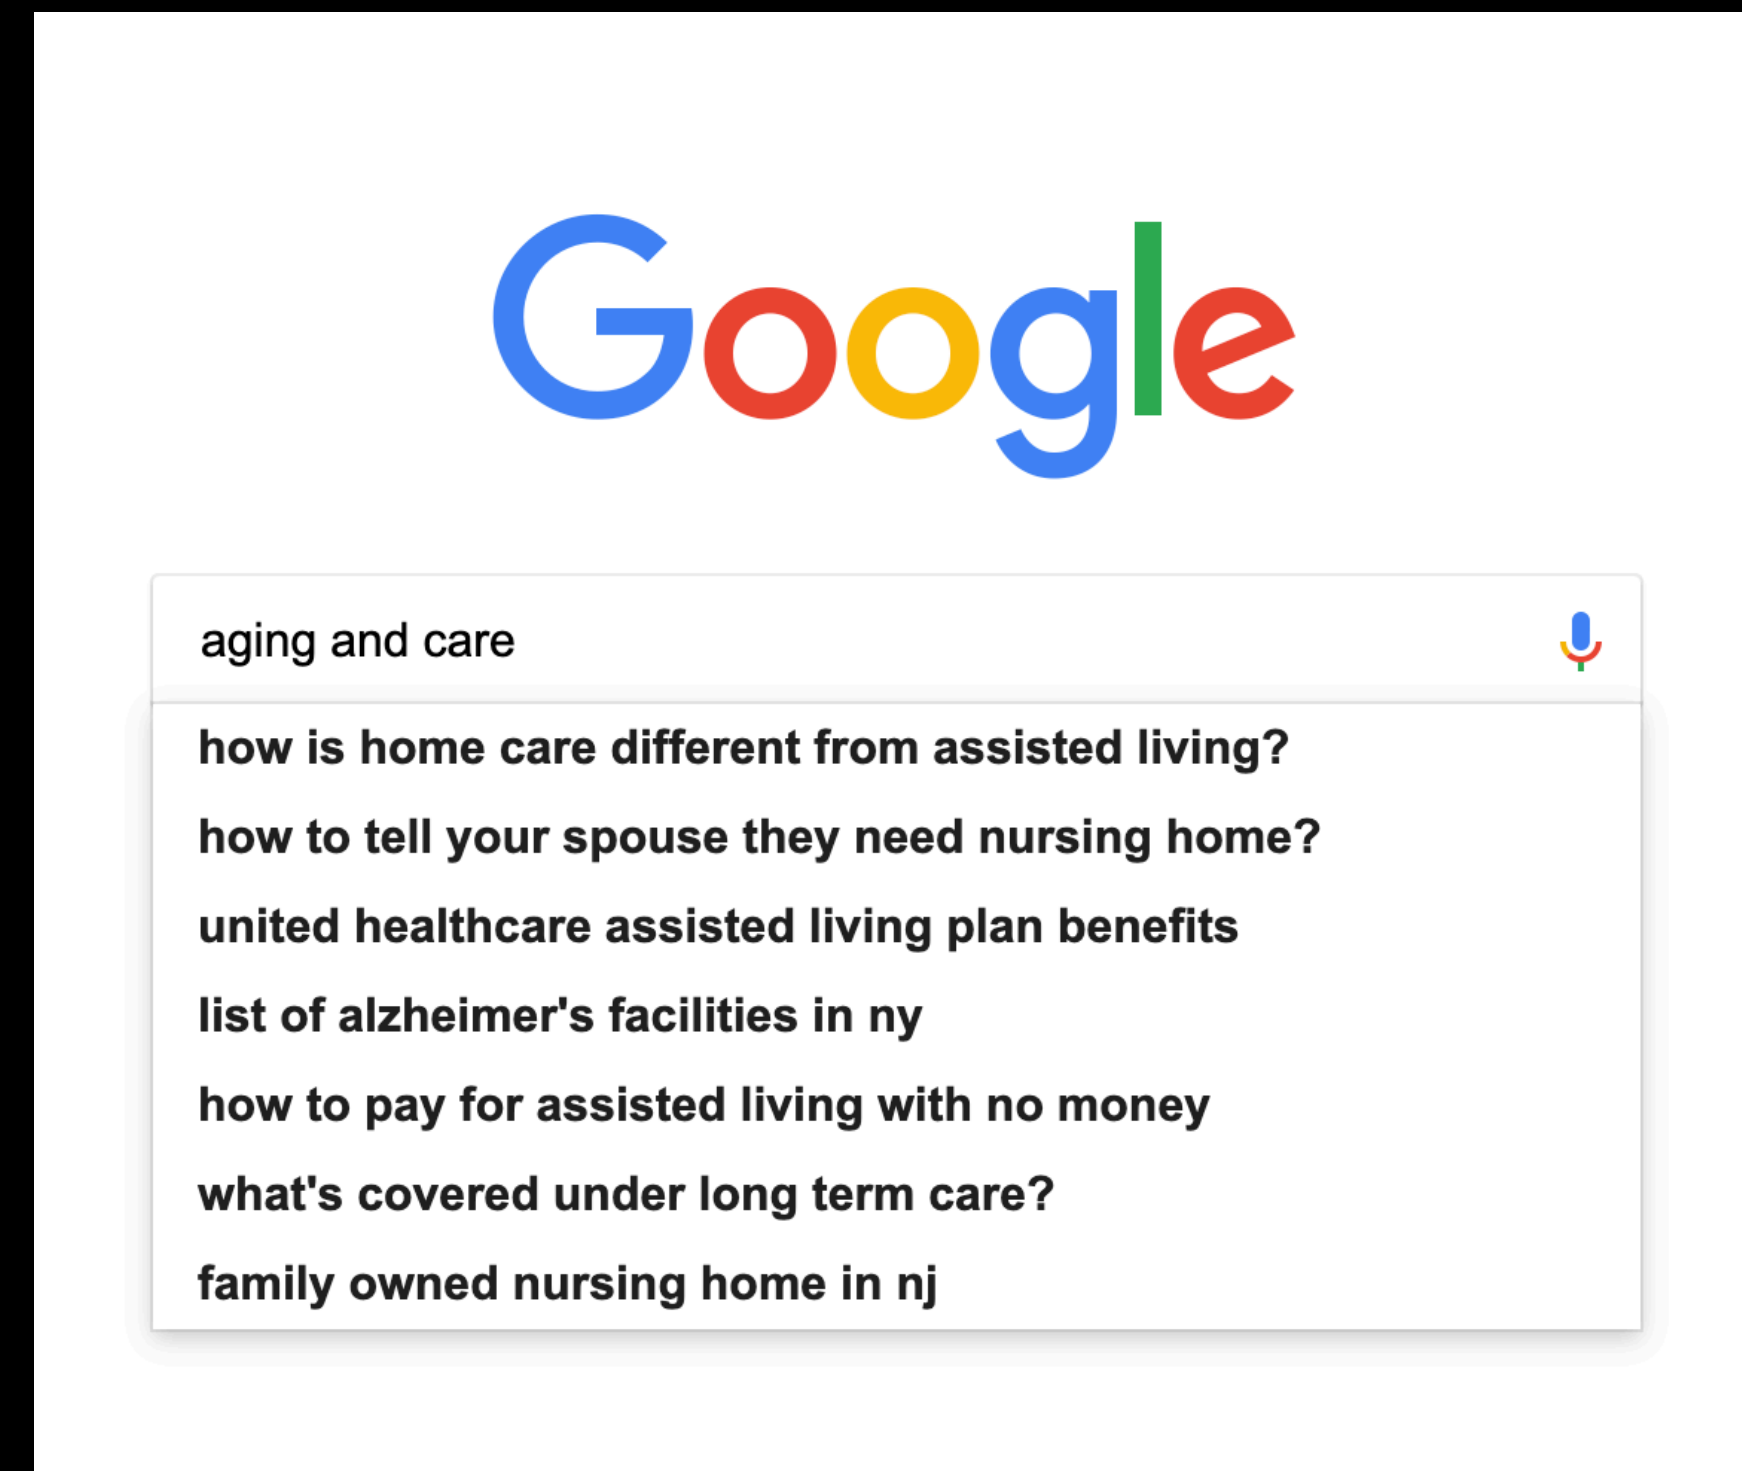 Google
aging and care
how is home care different from assisted living?
how to tell your spouse they need nursing home?
united healthcare assisted living plan benefits
list of alzheimer's facilities in ny
how to pay for assisted living with no money
what's covered under long term care?
family owned nursing home in nj